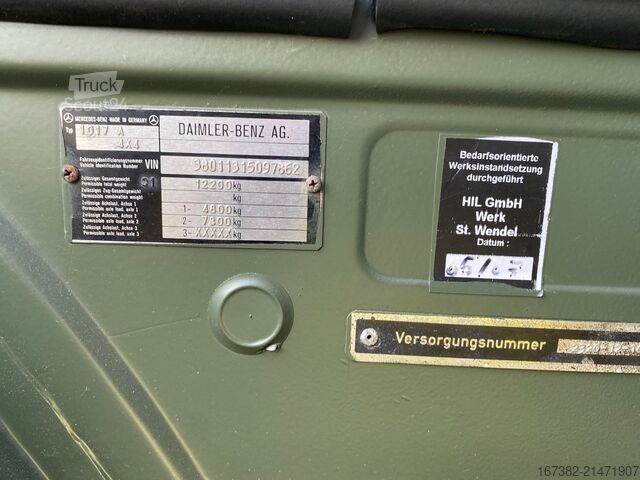 Truck
Scout24
MERCEDES-BENZ MADE IN GERMANY
Typ 1017 A
4X4
DAIMLER-BENZ AG.
Fahrzeugidentifizierungsnummer
Vehicle Identification Number VIN 38011315097862
Zulässiges Gesamtgewicht
Permissible total weight 61 12200 kg
Zulässiges Zug-Gesamtgewicht
Permissible combination weight kg
Zulässige Achslast, Achse 1
Permissible axle load, axle 1 1- 4800 kg
Zulässige Achslast, Achse 2
Permissible axle load, axle 2 2- 7800 kg
Zulässige Achslast, Achse 3
Permissible axle load, axle 3 3- XXXXX kg
Bedarfsorientierte
Werksinstandsetzung
durchgeführt
HIL GmbH
Werk
St. Wendel
Datum :
Versorgungsnummer
167382-21471907